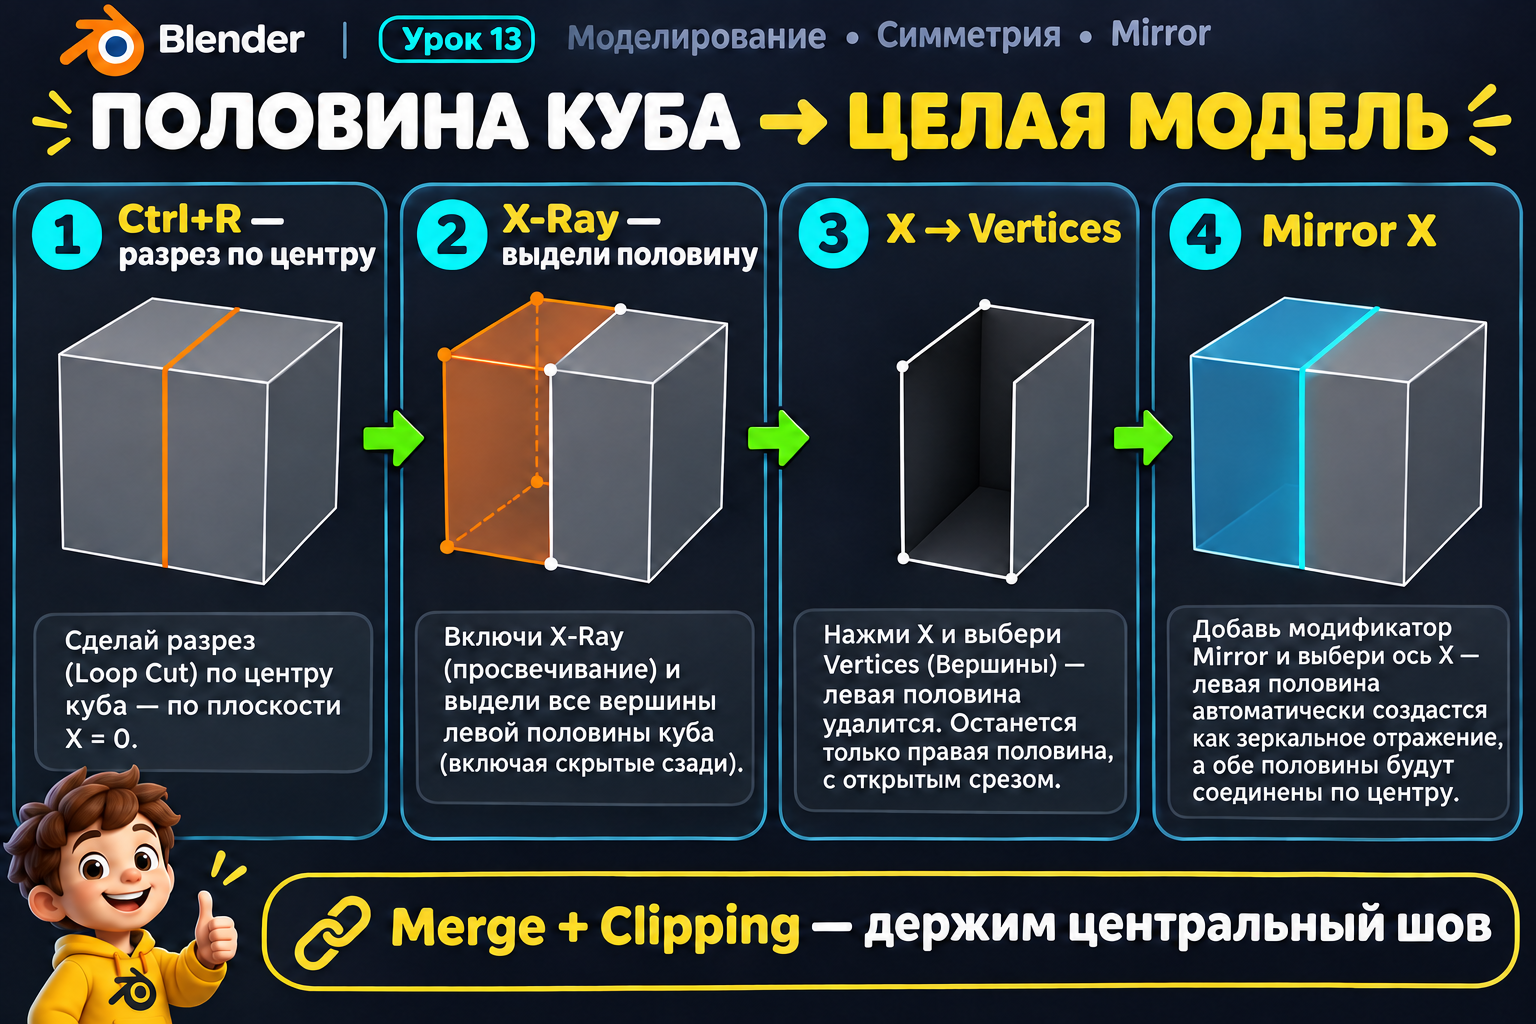 Blender | Урок 13 Моделирование • Симметрия • Mirror
ПОЛОВИНА КУБА → ЦЕЛАЯ МОДЕЛЬ
1 Ctrl+R —
разрез по центру
Сделай разрез
(Loop Cut) по центру
куба — по плоскости
X = 0.
2 X-Ray —
выдели половину
Включи X-Ray
(просвечивание) и
выдели все вершины
левой половины куба
(включая скрытые сзади).
3 X → Vertices
Нажми X и выбери
Vertices (Вершины) —
левая половина
удалится. Останется
только правая половина,
с открытым срезом.
4 Mirror X
Добавь модификатор
Mirror и выбери ось X —
левая половина
автоматически создастся
как зеркальное отражение,
а обе половины будут
соединены по центру.
Merge + Clipping — держим центральный шов